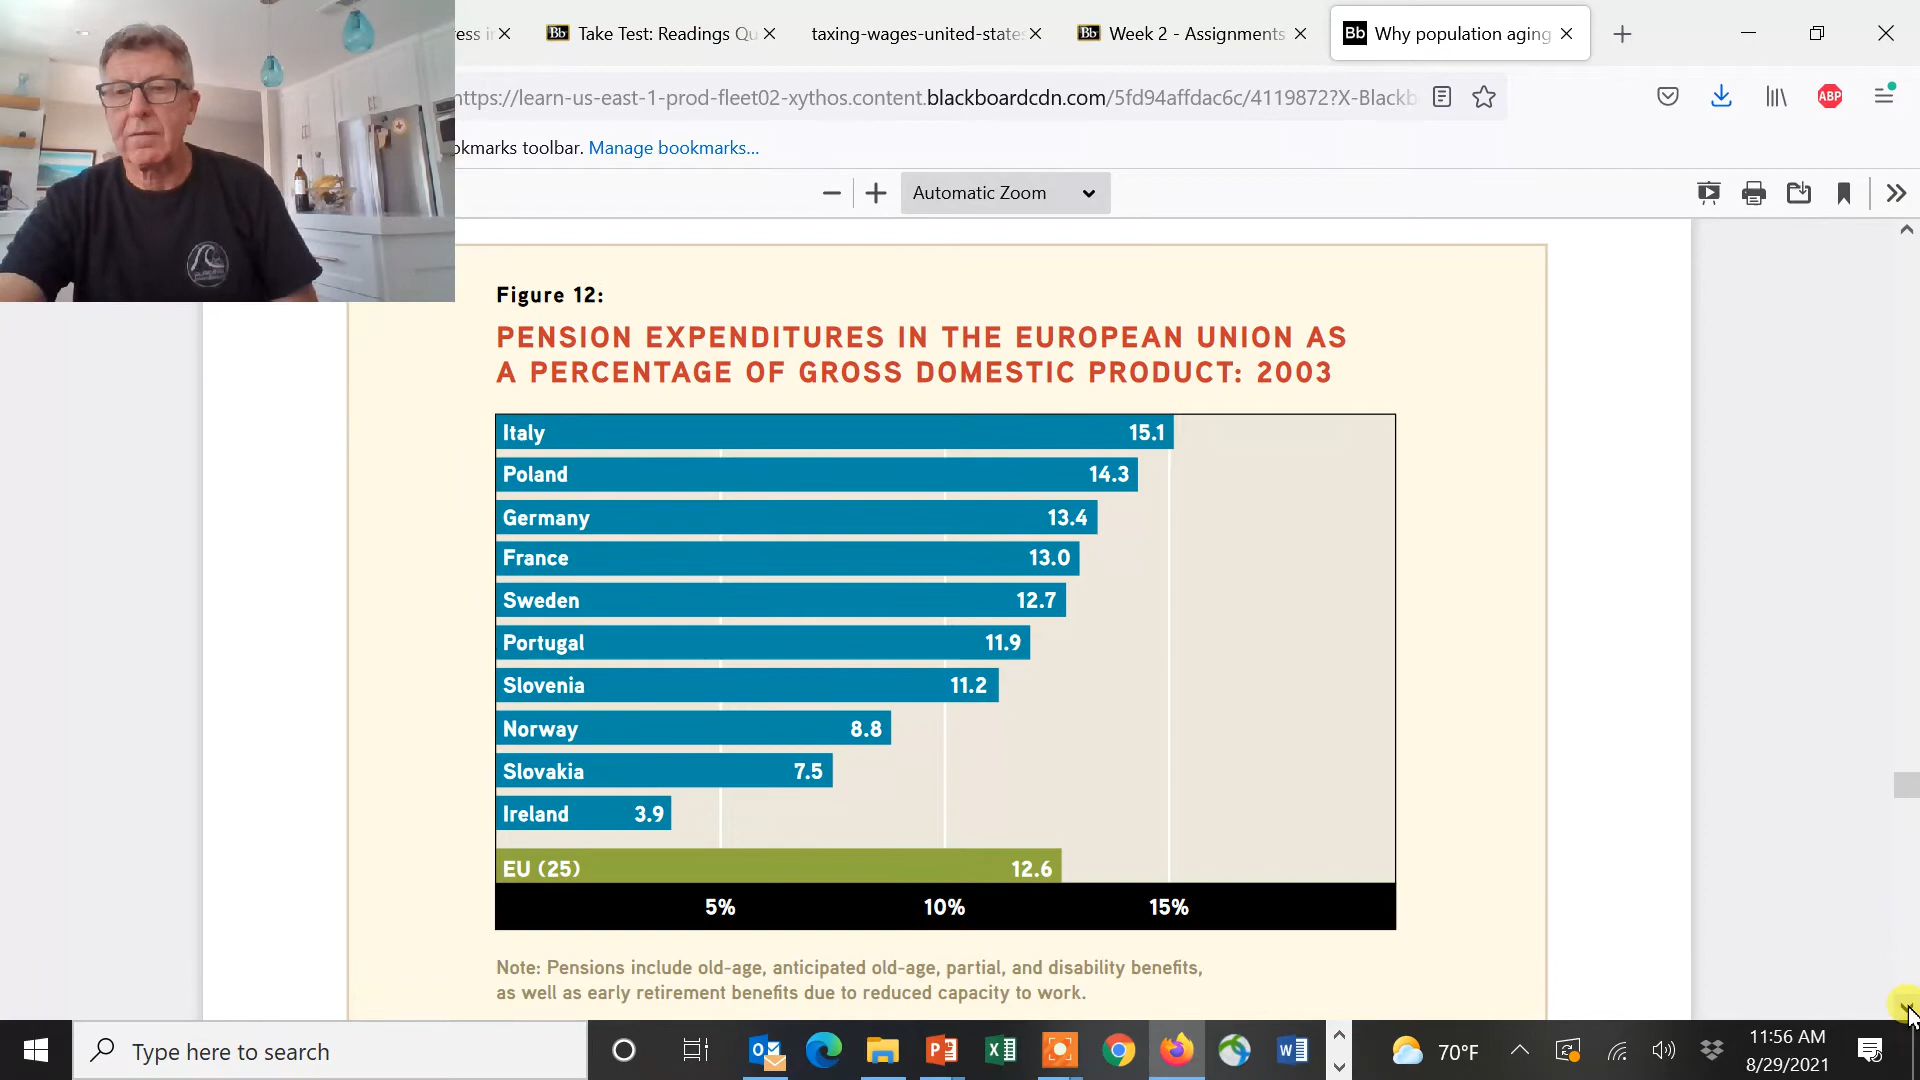 ess in
Bb Take Test: Readings Qu
taxing-wages-united-state
Bb Week 2 - Assignments
Bb Why population aging
https://learn-us-east-1-prod-fleet02-xythos.content.blackboardcdn.com/5fd94affdac6c/4119872?X-Blackb
ABP
okmarks toolbar. Manage bookmarks...
Automatic Zoom
Figure 12:
PENSION EXPENDITURES IN THE EUROPEAN UNION AS
A PERCENTAGE OF GROSS DOMESTIC PRODUCT: 2003
Italy 15.1
Poland 14.3
Germany 13.4
France 13.0
Sweden 12.7
Portugal 11.9
Slovenia 11.2
Norway 8.8
Slovakia 7.5
Ireland 3.9
EU (25) 12.6
5% 10% 15%
Note: Pensions include old-age, anticipated old-age, partial, and disability benefits,
as well as early retirement benefits due to reduced capacity to work.
Type here to search
70°F
11:56 AM
8/29/2021